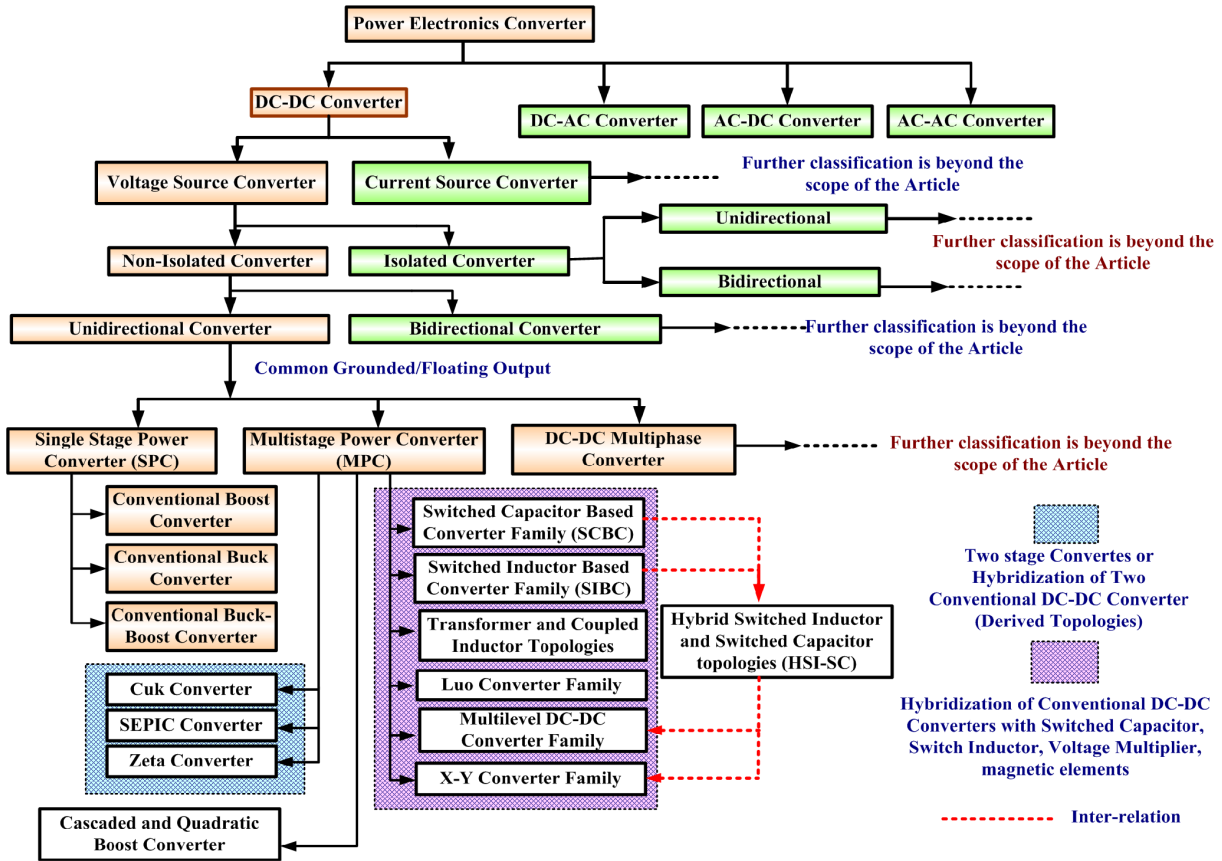 Power Electronics Converter
DC-DC Converter
DC-AC Converter
AC-DC Converter
AC-AC Converter
Voltage Source Converter
Current Source Converter
Further classification is beyond the
scope of the Article
Non-Isolated Converter
Isolated Converter
Unidirectional
Bidirectional
Further classification is beyond the
scope of the Article
Unidirectional Converter
Bidirectional Converter
Further classification is beyond the
scope of the Article
Common Grounded/Floating Output
Single Stage Power
Converter (SPC)
Multistage Power Converter
(MPC)
DC-DC Multiphase
Converter
Further classification is beyond the
scope of the Article
Conventional Boost
Converter
Conventional Buck
Converter
Conventional Buck-
Boost Converter
Cuk Converter
SEPIC Converter
Zeta Converter
Cascaded and Quadratic
Boost Converter
Switched Capacitor Based
Converter Family (SCBC)
Switched Inductor Based
Converter Family (SIBC)
Transformer and Coupled
Inductor Topologies
Luo Converter Family
Multilevel DC-DC
Converter Family
X-Y Converter Family
Hybrid Switched Inductor
and Switched Capacitor
topologies (HSI-SC)
Two stage Convertes or
Hybridization of Two
Conventional DC-DC Converter
(Derived Topologies)
Hybridization of Conventional DC-DC
Converters with Switched Capacitor,
Switch Inductor, Voltage Multiplier,
magnetic elements
Inter-relation